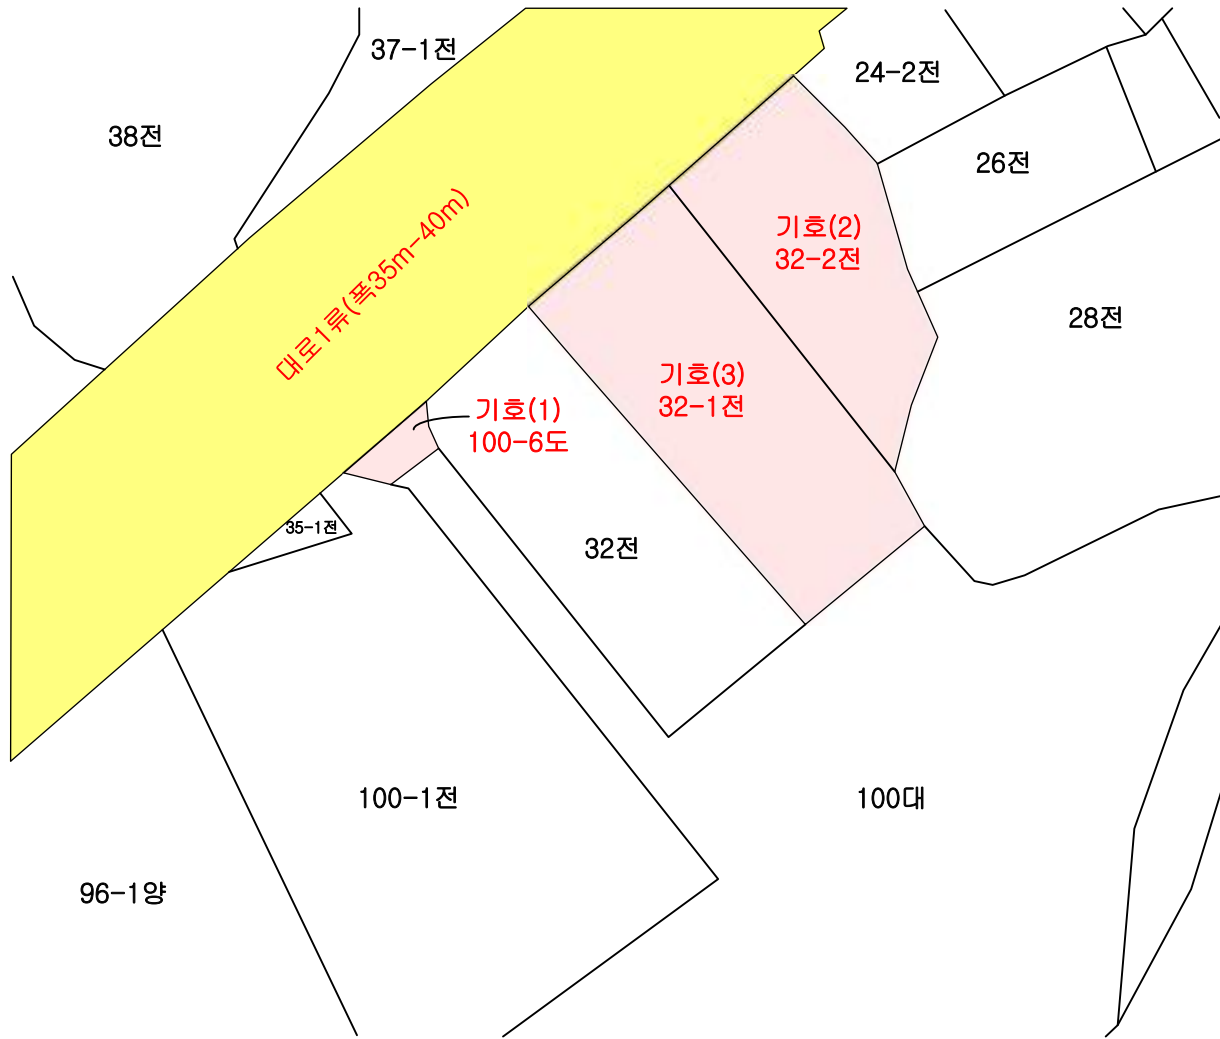 37-1전
24-2전
38전
26전
기호(2)
32-2전
대로1류(폭35m-40m)
28전
기호(3)
32-1전
기호(1)
100-6도
35-1전
32전
100-1전
100대
96-1양